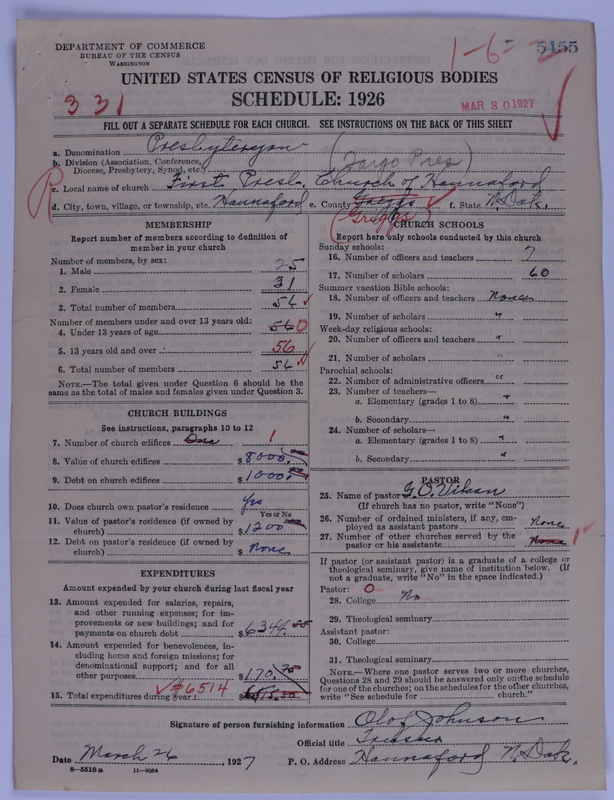 DEPARTMENT OF COMMERCE
BUREAU OF THE CENSUS
WASHINGTON
1-6-2 5455
UNITED STATES CENSUS OF RELIGIOUS BODIES
331 SCHEDULE: 1926 MAR 30 1927
FILL OUT A SEPARATE SCHEDULE FOR EACH CHURCH. SEE INSTRUCTIONS ON THE BACK OF THIS SHEET
a. Denomination Presbyteryon
b. Division (Association, Conference, Diocese, Presbytery, Synod, etc.) (Fargo Pres)
c. Local name of church First Presb. Church of Hannaford
d. City, town, village, or township, etc. Hannaford e. County Griggs f. State N. Dak.
(Griggs)
MEMBERSHIP
Report number of members according to definition of
member in your church
Number of members, by sex:
1. Male 25
2. Female 31
3. Total number of members 56
Number of members under and over 13 years old:
4. Under 13 years of age 56 0
5. 13 years old and over 56
6. Total number of members 56
NOTE.—The total given under Question 6 should be the
same as the total of males and females given under Question 3.
CHURCH BUILDINGS
See instructions, paragraphs 10 to 12
7. Number of church edifices One 1
8. Value of church edifices $8000.
9. Debt on church edifices $1000.
10. Does church own pastor's residence? Yes
Yes or No
11. Value of pastor's residence (if owned by
church) $1200
12. Debt on pastor's residence (if owned by
church) $None
EXPENDITURES
Amount expended by your church during last fiscal year
13. Amount expended for salaries, repairs,
and other running expenses; for im-
provements or new buildings; and for
payments on church debt $6344.
14. Amount expended for benevolences, in-
cluding home and foreign missions; for
denominational support; and for all
other purposes $170.
15. Total expenditures during year $6514
CHURCH SCHOOLS
Report here only schools conducted by this church
Sunday schools:
16. Number of officers and teachers 7
17. Number of scholars 60
Summer vacation Bible schools:
18. Number of officers and teachers None
19. Number of scholars "
Week-day religious schools:
20. Number of officers and teachers "
21. Number of scholars "
Parochial schools:
22. Number of administrative officers "
23. Number of teachers—
a. Elementary (grades 1 to 8) "
b. Secondary "
24. Number of scholars—
a. Elementary (grades 1 to 8) "
b. Secondary "
PASTOR
25. Name of pastor G. O.
(If church has no pastor, write "None")
26. Number of ordained ministers, if any, em-
ployed as assistant pastors None
27. Number of other churches served by the
pastor or his assistants None 1
If pastor (or assistant pastor) is a graduate of a college or
theological seminary, give name of institution below. (If
not a graduate, write "No" in the space indicated.)
Pastor: O
28. College No
29. Theological seminary
Assistant pastor:
30. College
31. Theological seminary
NOTE.—Where one pastor serves two or more churches,
Questions 28 and 29 should be answered only on the schedule
for one of the churches; on the schedules for the other churches,
write "See schedule for church."
Signature of person furnishing information Olof Johnson
Official title
Date March 26, 1927 P. O. Address Hannaford N. Dak.
8—5518 a 11—9084